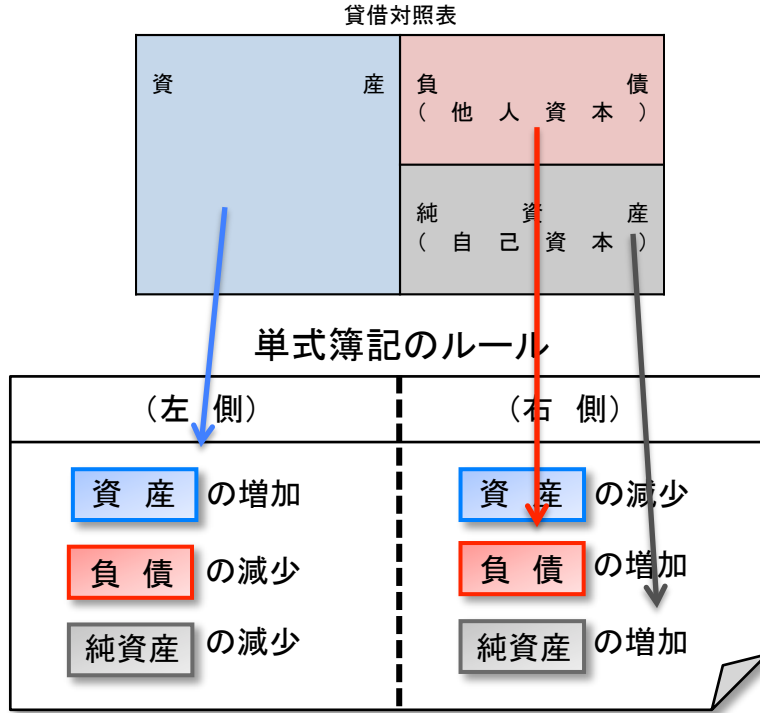 貸借対照表
資産
負債
(他人資本)
純資産
(自己資本)
単式簿記のルール
(左側)
(右側)
資産の増加
資産の減少
負債の減少
負債の増加
純資産の減少
純資産の増加